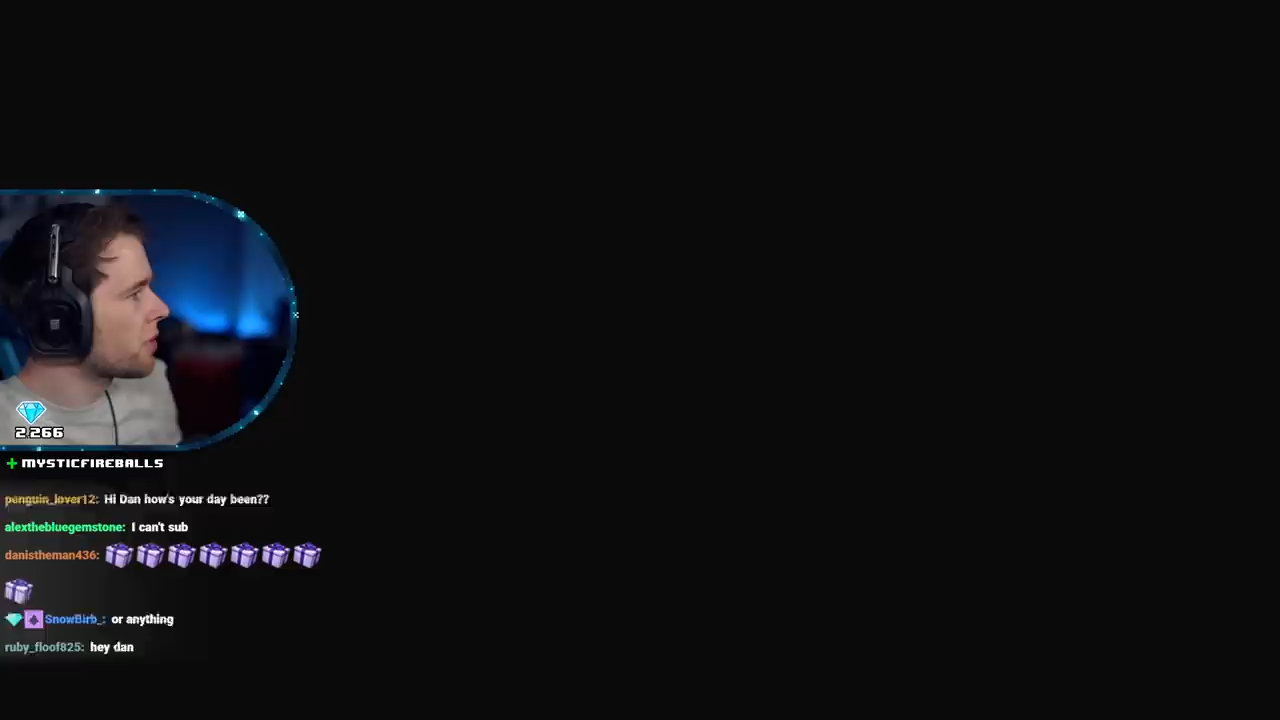 2,266
+ MYSTICFIREBALLS
penguin_lover12: Hi Dan how's your day been??
alexthebluegemstone: I can't sub
danistheman436:
SnowBirb_: or anything
ruby_floof825: hey dan